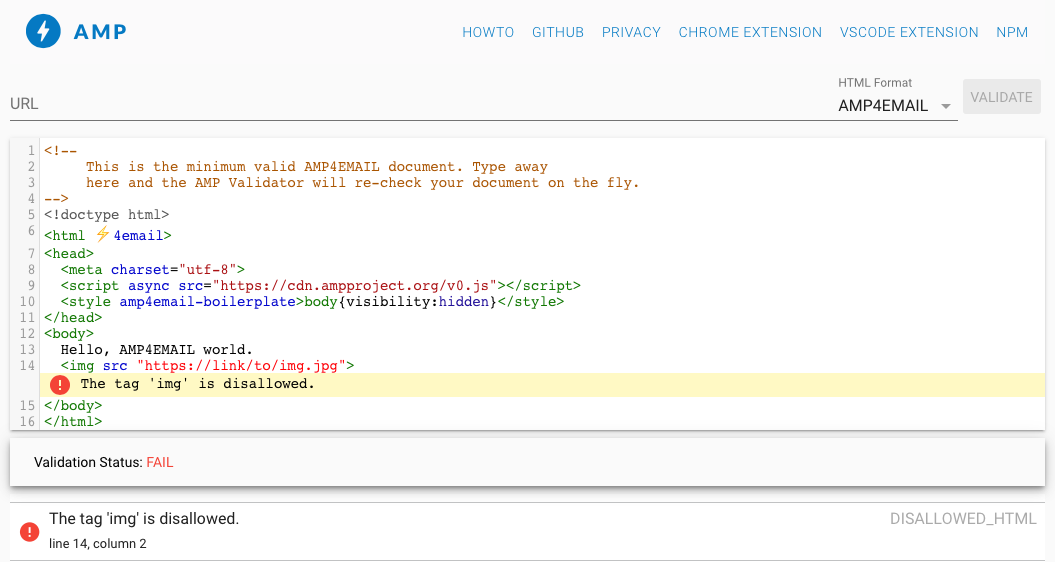 AMP
HOWTO GITHUB PRIVACY CHROME EXTENSION VSCODE EXTENSION NPM
HTML Format
URL AMP4EMAIL VALIDATE
1 <!--
2 This is the minimum valid AMP4EMAIL document. Type away
3 here and the AMP Validator will re-check your document on the fly.
4 -->
5 <!doctype html>
6 <html ⚡4email>
7 <head>
8 <meta charset="utf-8">
9 <script async src="https://cdn.ampproject.org/v0.js"></script>
10 <style amp4email-boilerplate>body{visibility:hidden}</style>
11 </head>
12 <body>
13 Hello, AMP4EMAIL world.
14 <img src "https://link/to/img.jpg">
The tag 'img' is disallowed.
15 </body>
16 </html>
Validation Status: FAIL
The tag 'img' is disallowed. DISALLOWED_HTML
line 14, column 2